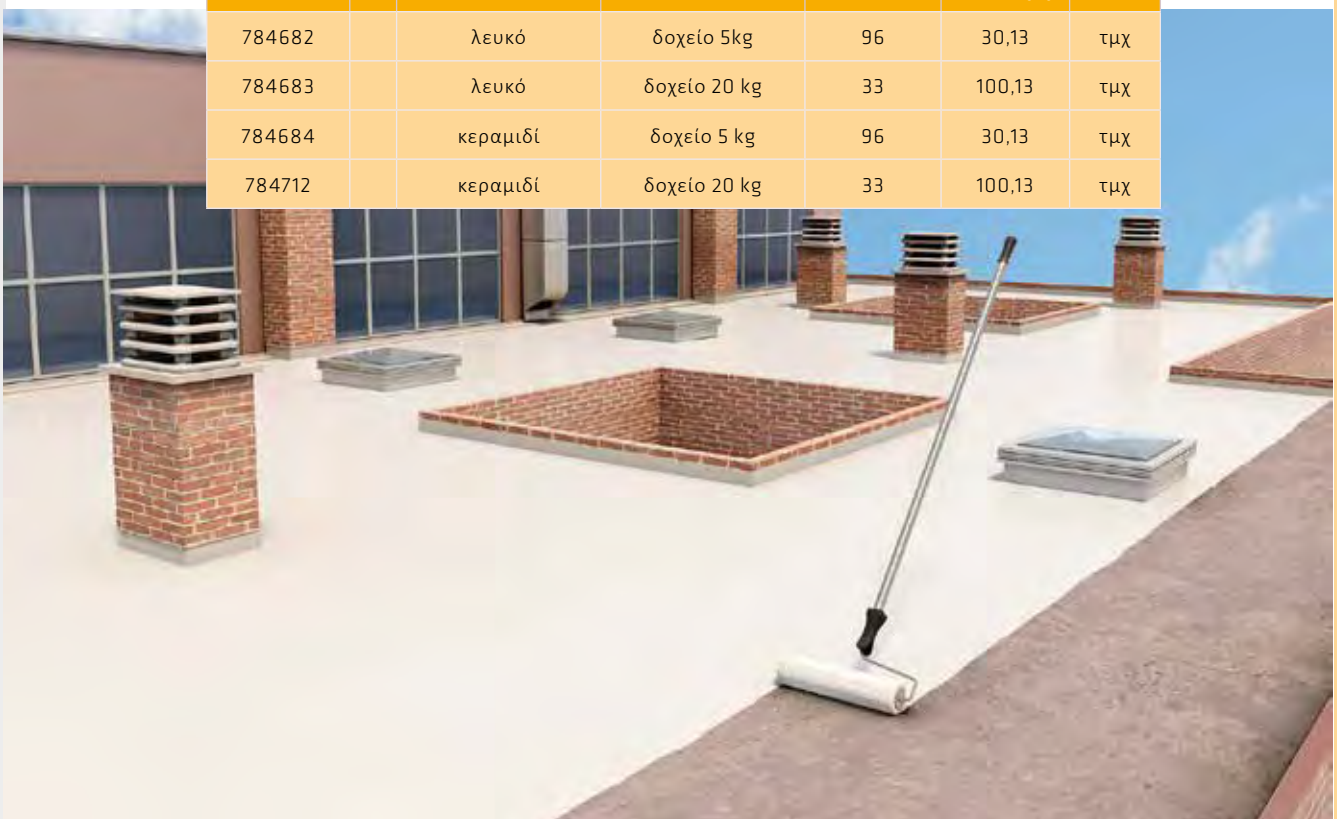 784682 λευκό δοχείο 5kg 96 30,13 τμχ
784683 λευκό δοχείο 20 kg 33 100,13 τμχ
784684 κεραμιδί δοχείο 5 kg 96 30,13 τμχ
784712 κεραμιδί δοχείο 20 kg 33 100,13 τμχ